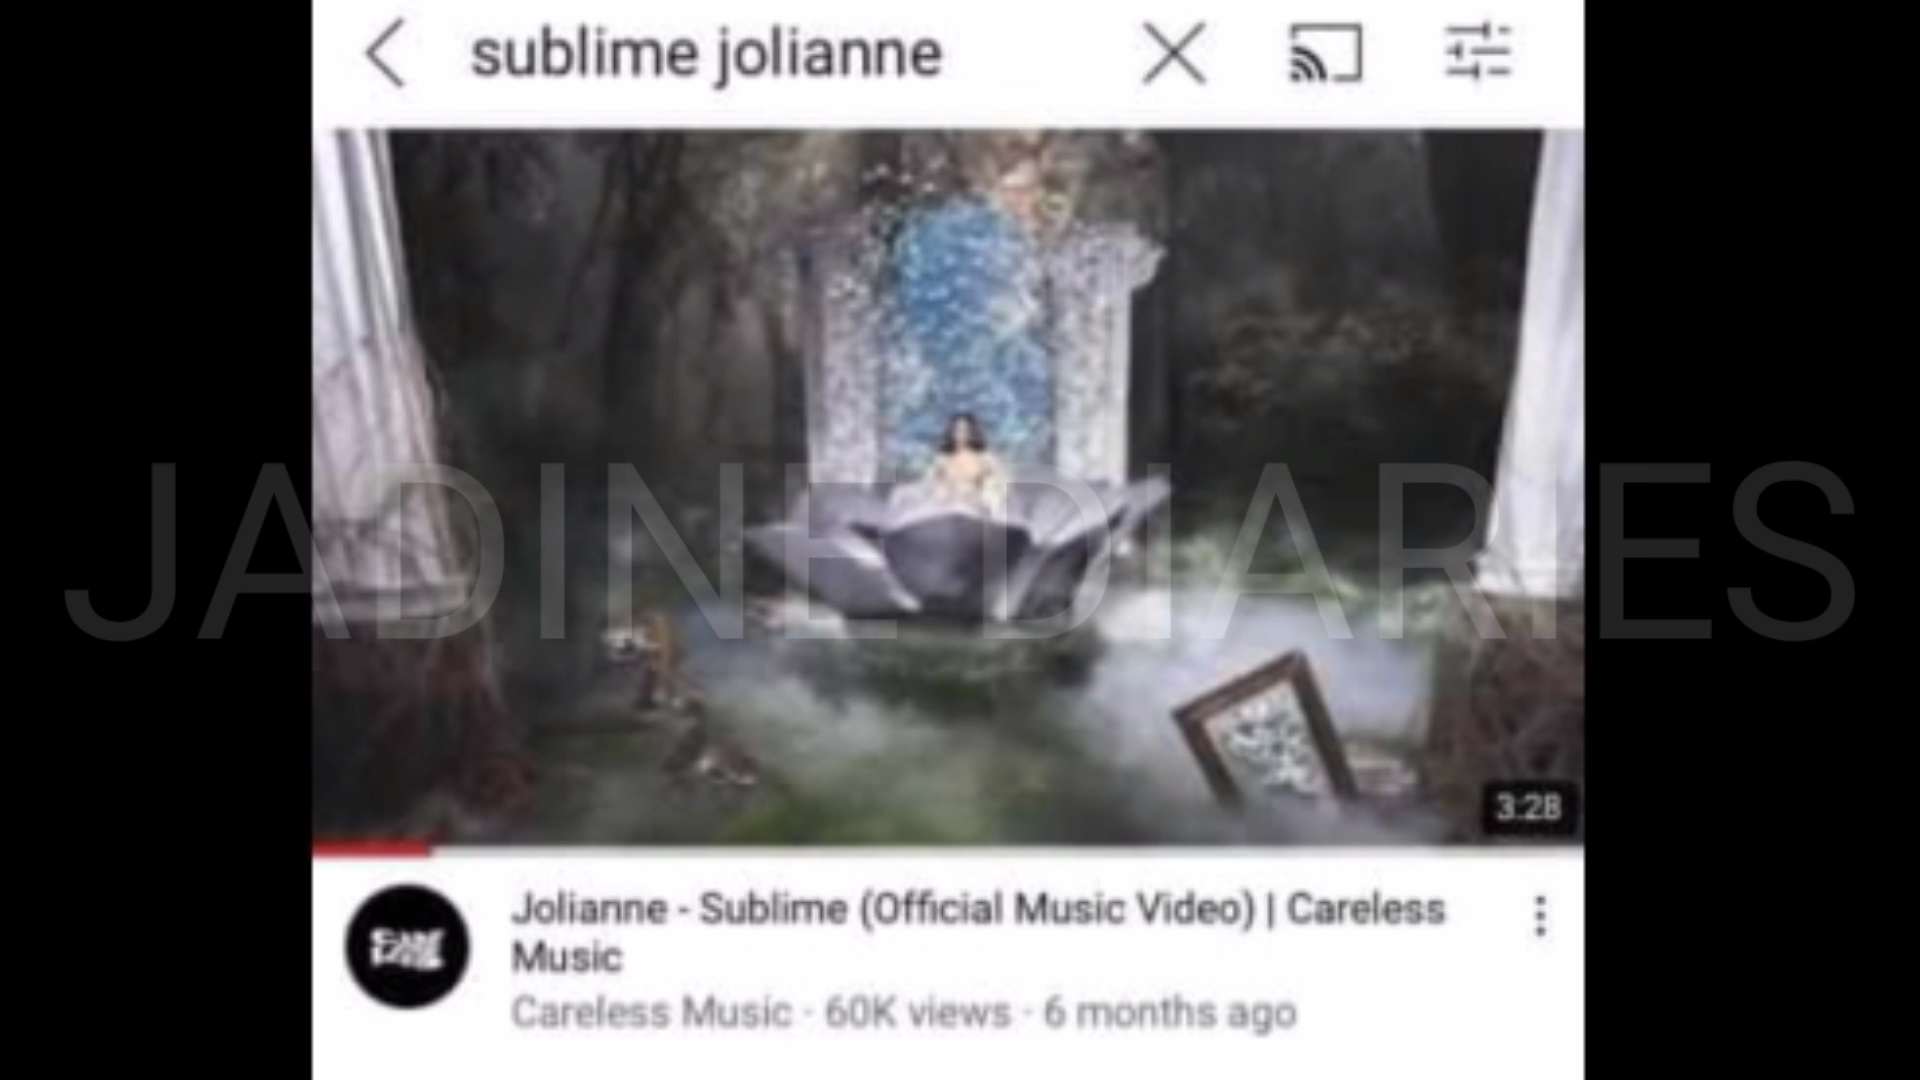 sublime jolianne
JADINE DIARIES
3:28
Jolianne - Sublime (Official Music Video) | Careless
Music
Careless Music · 60K views · 6 months ago